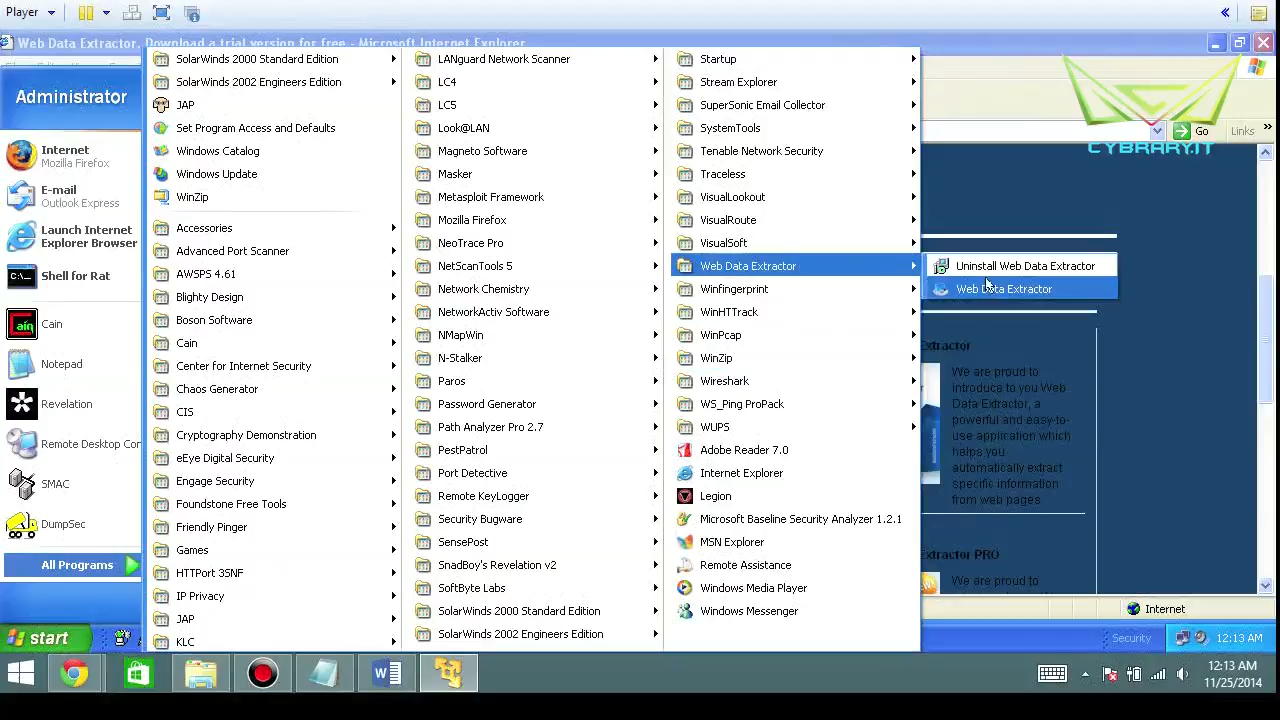 Player
Web Data Extractor. Download a trial version for free - Microsoft Internet Explorer
Administrator
Internet
Mozilla Firefox
E-mail
Outlook Express
Launch Internet
Explorer Browser
Shell for Rat
Cain
Notepad
Revelation
Remote Desktop Con
SMAC
DumpSec
All Programs
start
SolarWinds 2000 Standard Edition
SolarWinds 2002 Engineers Edition
JAP
Set Program Access and Defaults
Windows Catalog
Windows Update
WinZip
Accessories
Advanced Port Scanner
AWSPS 4.61
Blighty Design
Boson Software
Cain
Center for Internet Security
Chaos Generator
CIS
Cryptography Demonstration
eEye Digital Security
Engage Security
Foundstone Free Tools
Friendly Pinger
Games
HTTPort 3SNF
IP Privacy
JAP
KLC
LANguard Network Scanner
LC4
LC5
Look@LAN
Magneto Software
Masker
Metasploit Framework
Mozilla Firefox
NeoTrace Pro
NetScanTools 5
Network Chemistry
NetworkActiv Software
NMapWin
N-Stalker
Paros
Password Generator
Path Analyzer Pro 2.7
PestPatrol
Port Detective
Remote KeyLogger
Security Bugware
SensePost
SnadBoy's Revelation v2
SoftByte Labs
SolarWinds 2000 Standard Edition
SolarWinds 2002 Engineers Edition
Startup
Stream Explorer
SuperSonic Email Collector
SystemTools
Tenable Network Security
Traceless
VisualLookout
VisualRoute
VisualSoft
Web Data Extractor
Winfingerprint
WinHTTrack
WinPcap
WinZip
Wireshark
WS_Ping ProPack
WUPS
Adobe Reader 7.0
Internet Explorer
Legion
Microsoft Baseline Security Analyzer 1.2.1
MSN Explorer
Remote Assistance
Windows Media Player
Windows Messenger
Uninstall Web Data Extractor
Web Data Extractor
Go
Links
CYBRARY.IT
Extractor
We are proud to
introduce to you Web
Data Extractor, a
powerful and easy-to-
use application which
helps you
automatically extract
specific information
from web pages
Extractor PRO
We are proud to
Internet
Security
12:13 AM
12:13 AM
11/25/2014